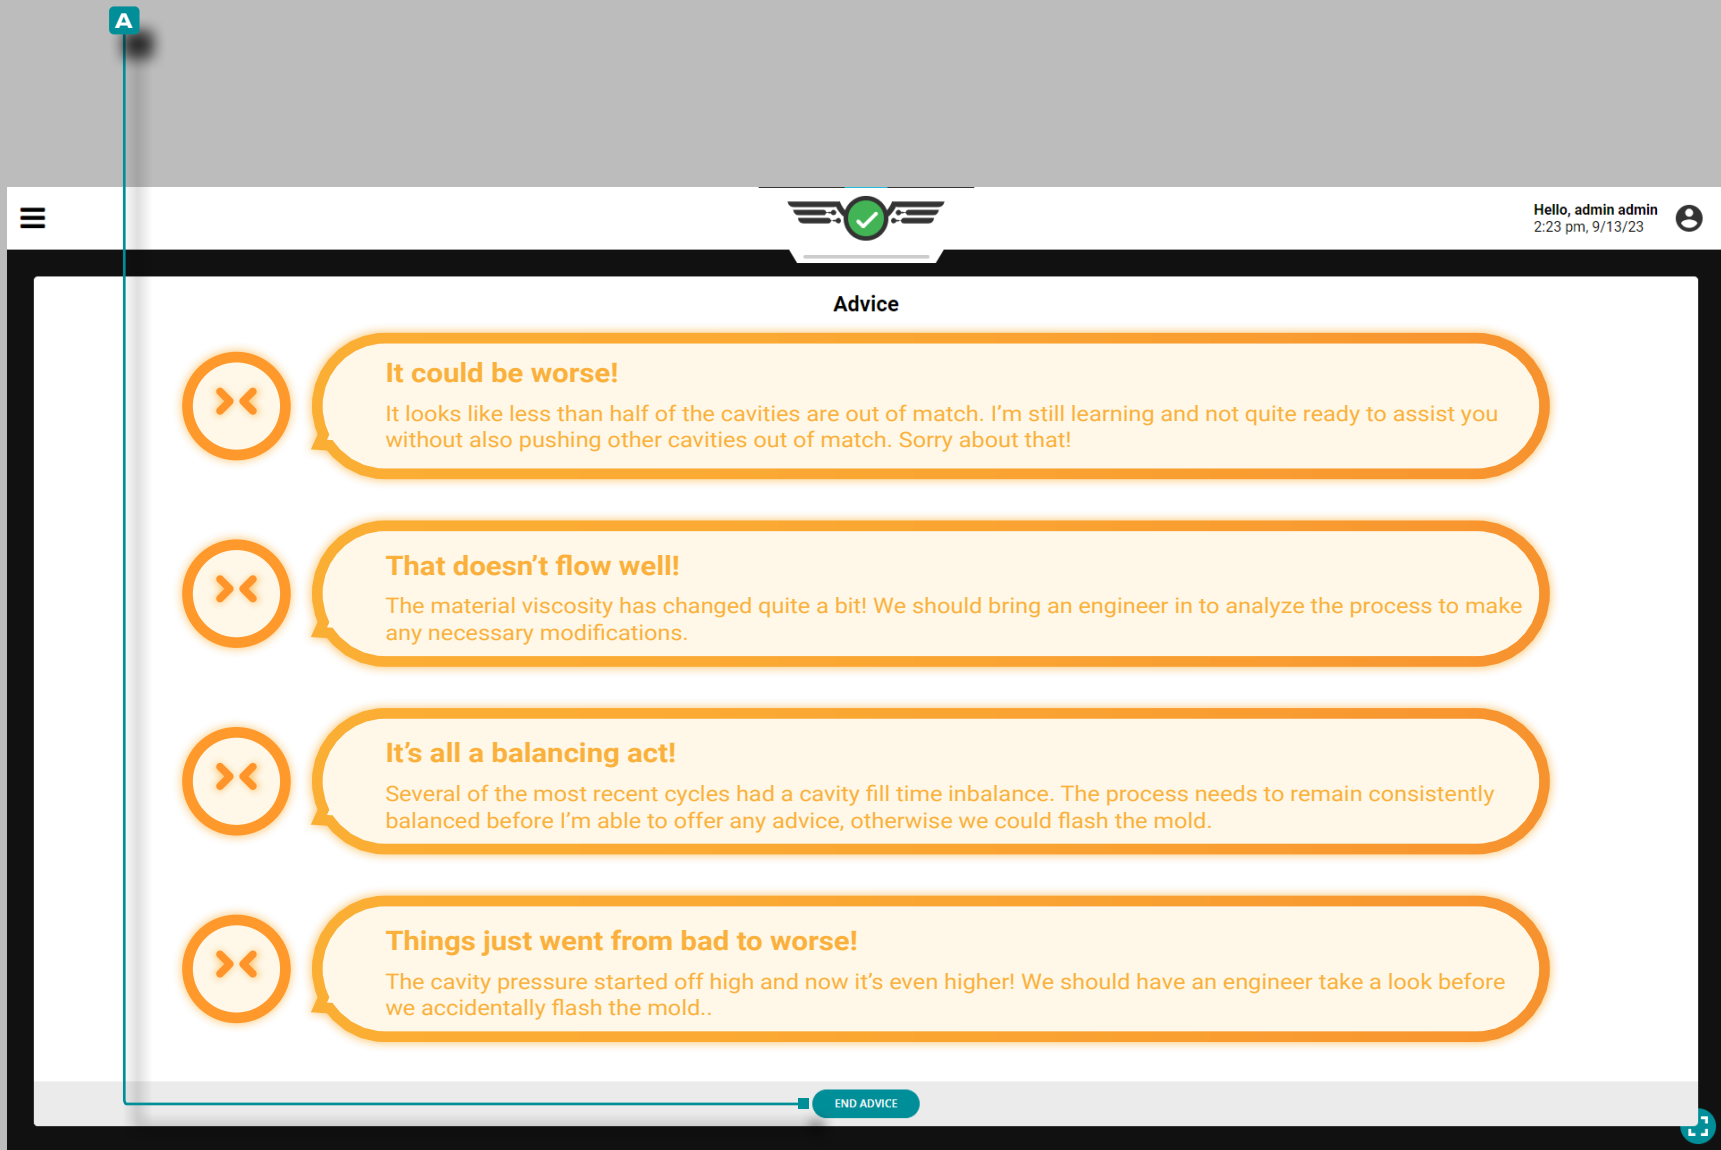 A
Hello, admin admin
2:23 pm, 9/13/23
Advice
It could be worse!
It looks like less than half of the cavities are out of match. I’m still learning and not quite ready to assist you
without also pushing other cavities out of match. Sorry about that!
That doesn’t flow well!
The material viscosity has changed quite a bit! We should bring an engineer in to analyze the process to make
any necessary modifications.
It’s all a balancing act!
Several of the most recent cycles had a cavity fill time inbalance. The process needs to remain consistently
balanced before I’m able to offer any advice, otherwise we could flash the mold.
Things just went from bad to worse!
The cavity pressure started off high and now it’s even higher! We should have an engineer take a look before
we accidentally flash the mold..
END ADVICE